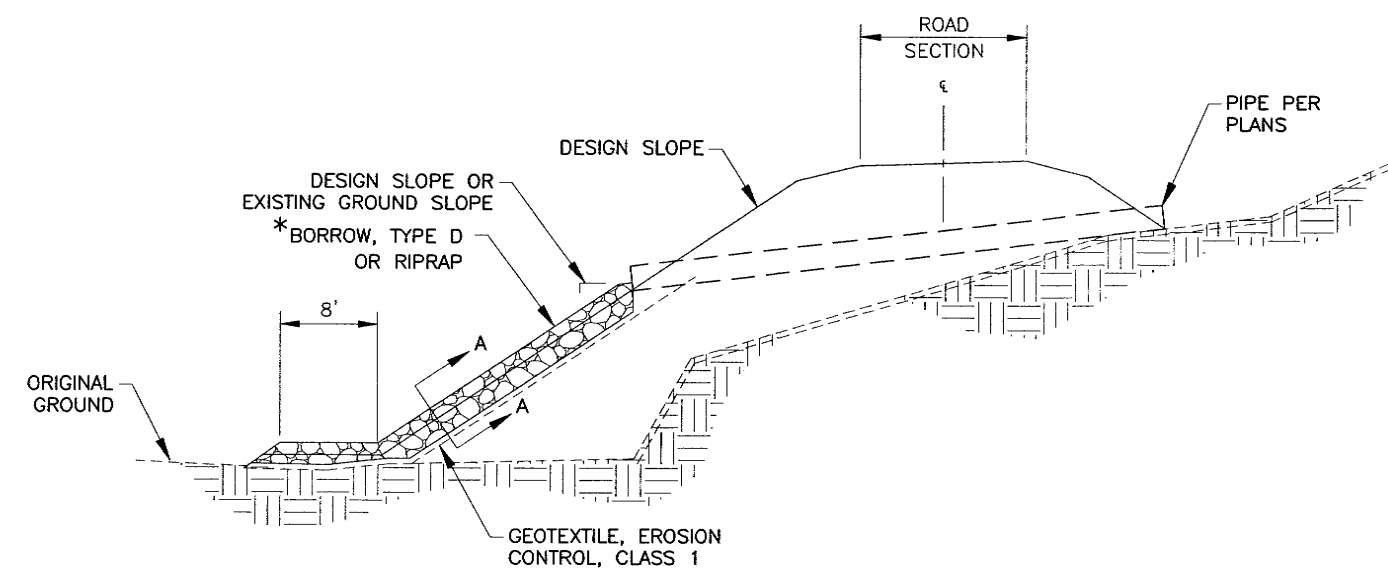 ROAD
SECTION
℄
PIPE PER
PLANS
DESIGN SLOPE
DESIGN SLOPE OR
EXISTING GROUND SLOPE
*BORROW, TYPE D
OR RIPRAP
8'
A
A
ORIGINAL
GROUND
GEOTEXTILE, EROSION
CONTROL, CLASS 1